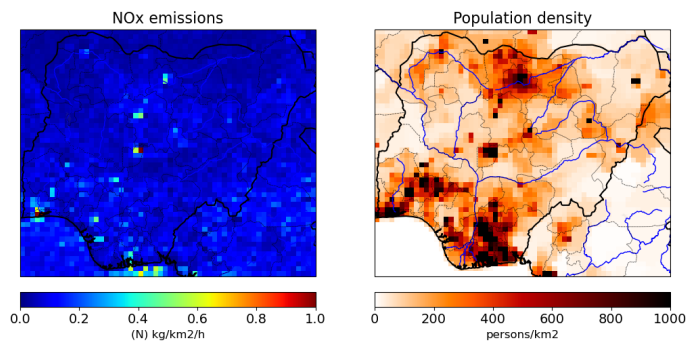 NOx emissions
Population density
0.0 0.2 0.4 0.6 0.8 1.0
(N) kg/km2/h
0 200 400 600 800 1000
persons/km2